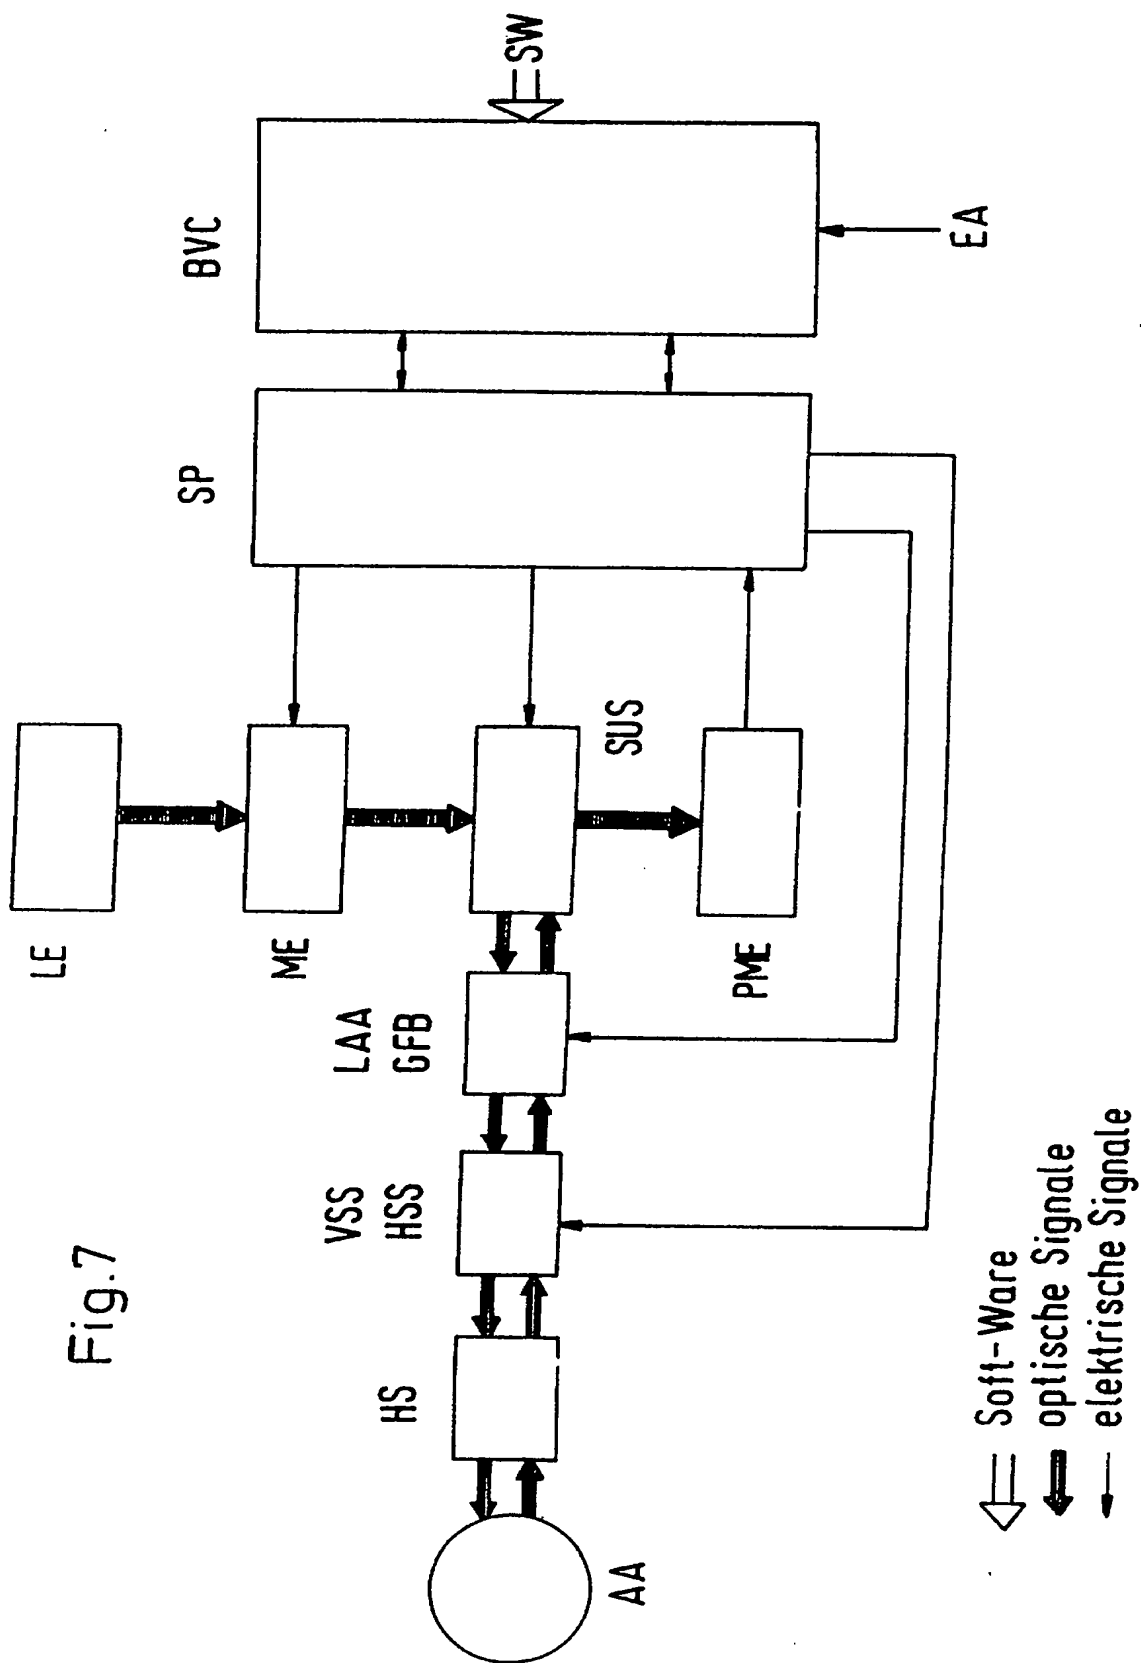 Fig.7
LE
ME
SUS
PME
LAA
GFB
VSS
HSS
HS
AA
SP
BVC
SW
EA
Soft-Ware
optische Signale
elektrische Signale